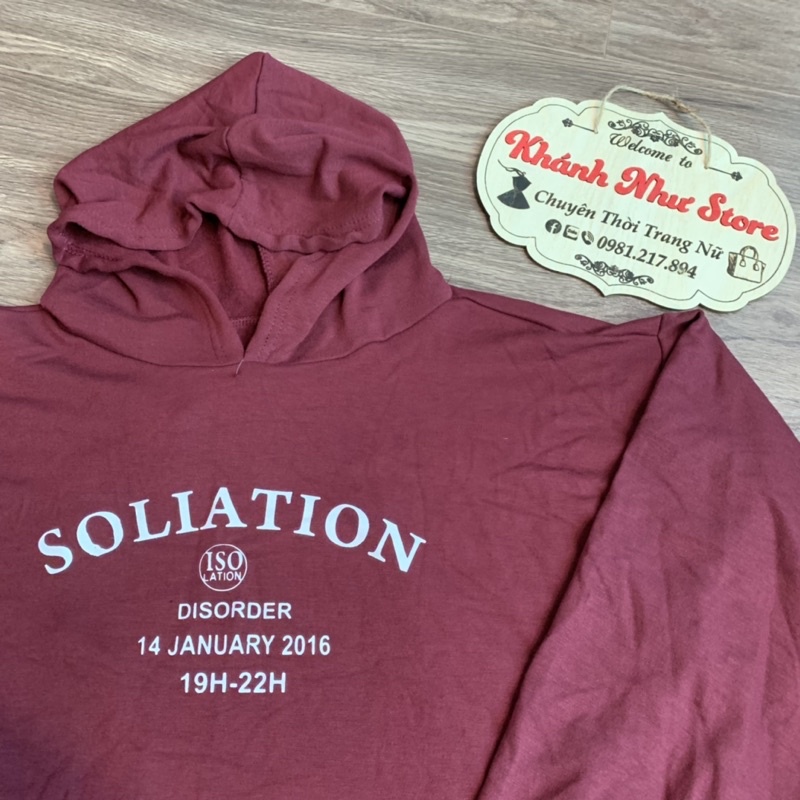 Welcome to
Khánh Như Store
Chuyên Thời Trang Nữ
0981.217.894
SOLIATION
ISO
LATION
DISORDER
14 JANUARY 2016
19H-22H